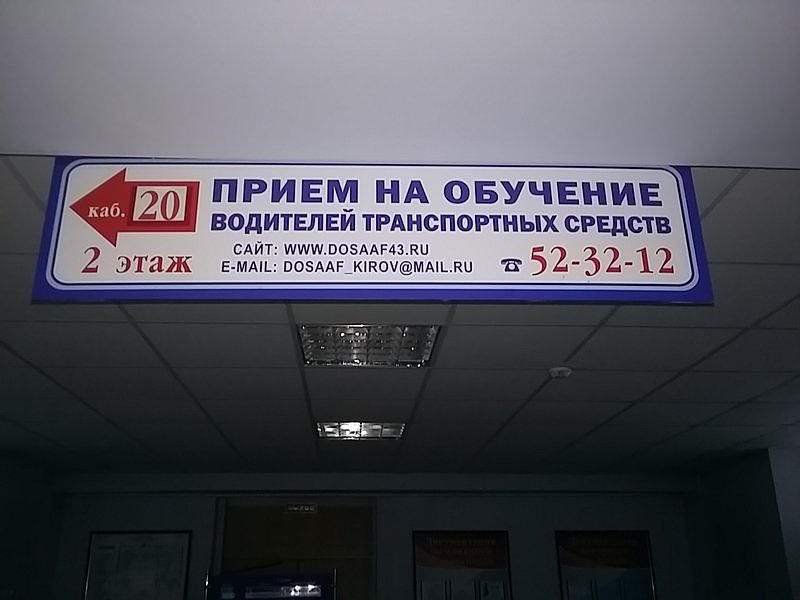 каб. 20
2 этаж
ПРИЕМ НА ОБУЧЕНИЕ
ВОДИТЕЛЕЙ ТРАНСПОРТНЫХ СРЕДСТВ
САЙТ: WWW.DOSAAF43.RU
E-MAIL: DOSAAF_KIROV@MAIL.RU
☎ 52-32-12